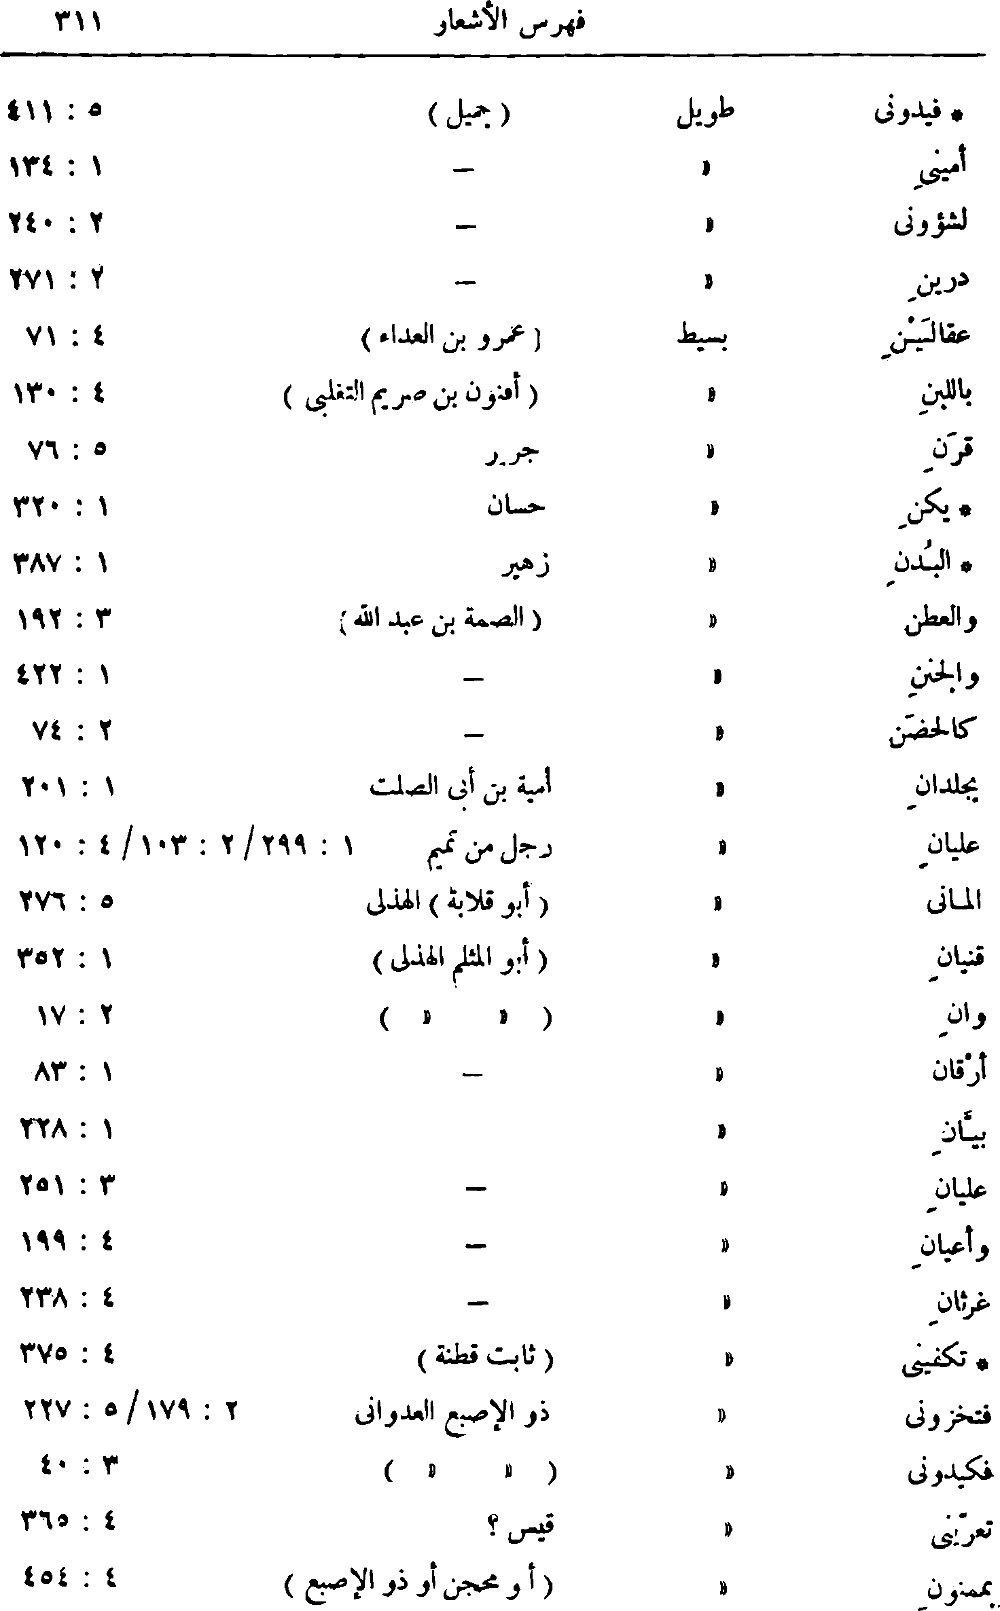 فهرس الأشعار ٣١١
* فيدونى طويل ( جميل ) ٥ : ٤١١
أمينىِ » – ١ : ١٣٤
لشؤونى » – ٢ : ٢٤٠
درينِ » – ٢ : ٢٧١
عقالَيْنِ بسيط ( عمرو بن العداء ) ٤ : ٧١
باللبنِ » ( أفنون بن صريم التغلبى ) ٤ : ١٣٠
قرَنِ » جرير ٥ : ٧٦
* يكنِ » حسان ١ : ٣٢٠
* البُدنِ » زهير ١ : ٣٨٧
والعطنِ » ( الصمة بن عبد الله ) ٣ : ١٩٢
والجننِ » – ١ : ٤٢٢
كالحضَنِ » – ٢ : ٧٤
يجلدانِ » أمية بن أبى الصلت ١ : ٢٠١
عليانِ » رجل من تميم ١ : ٢٩٩/٢ : ١٠٣/٤ : ١٢٠
المانى » ( أبو قلابة ) الهذلى ٥ : ٢٧٦
قنيانِ » ( أبو المثلم الهذلى ) ١ : ٣٥٢
وانِ » ( » » ) ٢ : ١٧
أرْقان » – ١ : ٨٣
بيَّانِ » ١ : ٢٢٨
عليانِ » – ٣ : ٢٥١
وأعيانِ » – ٤ : ١٩٩
غرثانِ » – ٤ : ٢٣٨
* تكفينى » ( ثابت قطنة ) ٤ : ٣٧٥
فتخزونى » ذو الإصبع العدوانى ٢ : ١٧٩/٥ : ٢٢٧
فكيدونى » ( » » ) ٣ : ٤٠
تعرّينى » قيس ؟ ٤ : ٣٦٥
بممنونِ » ( أو محجن أو ذو الإصبع ) ٤ : ٤٥٤